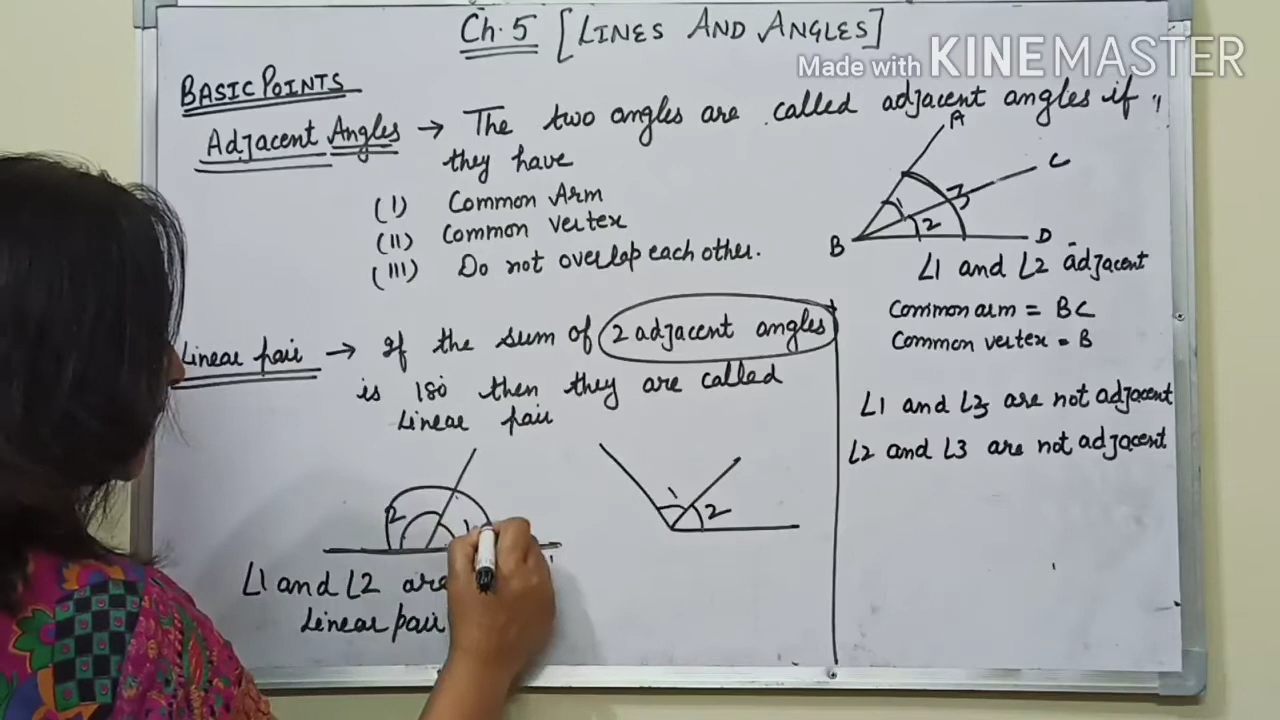 Ch.5 [LINES AND ANGLES]
Made with KINEMASTER
BASIC POINTS
Adjacent Angles → The two angles are called adjacent angles if
they have
(I) Common Arm
(II) Common vertex
(III) Do not overlap each other.
A
C
1
2
3
B
D
∠1 and ∠2 adjacent
Common arm = BC
Common vertex = B
∠1 and ∠3 are not adjacent
∠2 and ∠3 are not adjacent
Linear pair → If the sum of 2 adjacent angles
is 180 then they are called
Linear pair
2
1
1
2
∠1 and ∠2 are
Linear pair